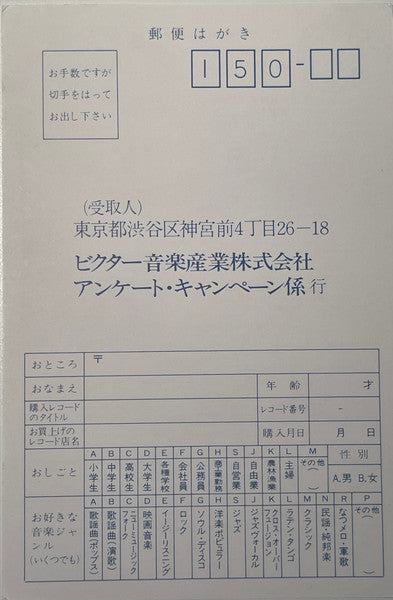 郵便はがき
150-
お手数ですが
切手をはって
お出し下さい
(受取人)
東京都渋谷区神宮前4丁目26−18
ビクター音楽産業株式会社
アンケート・キャンペーン係 行
おところ 〒
おなまえ 年齢 才
購入レコードのタイトル レコード番号 -
お買上げのレコード店名 購入月日 月 日
おしごと
A 小学生
B 中学生
C 高校生
D 大学生
E 各種学校
F 会社員
G 公務員
H 商・工業勤務
S 自営業
J 自由業
K 農林漁業
L 主婦
M その他( )
性別
A.男 B.女
お好きな音楽ジャンル(いくつでも)
A 歌謡曲(ポップス)
B 歌謡曲(演歌)
C ニューミュージック フォーク
D 映画音楽
E イージーリスニング
F ロック
G ソウル・ディスコ
H 洋楽ポピュラー
S ジャズ
J ジャズヴォーカル
K クロス・オーバー フュージョン
L ラテン・タンゴ
M クラシック
N 民謡・純邦楽
R なつメロ・軍歌
P その他( )